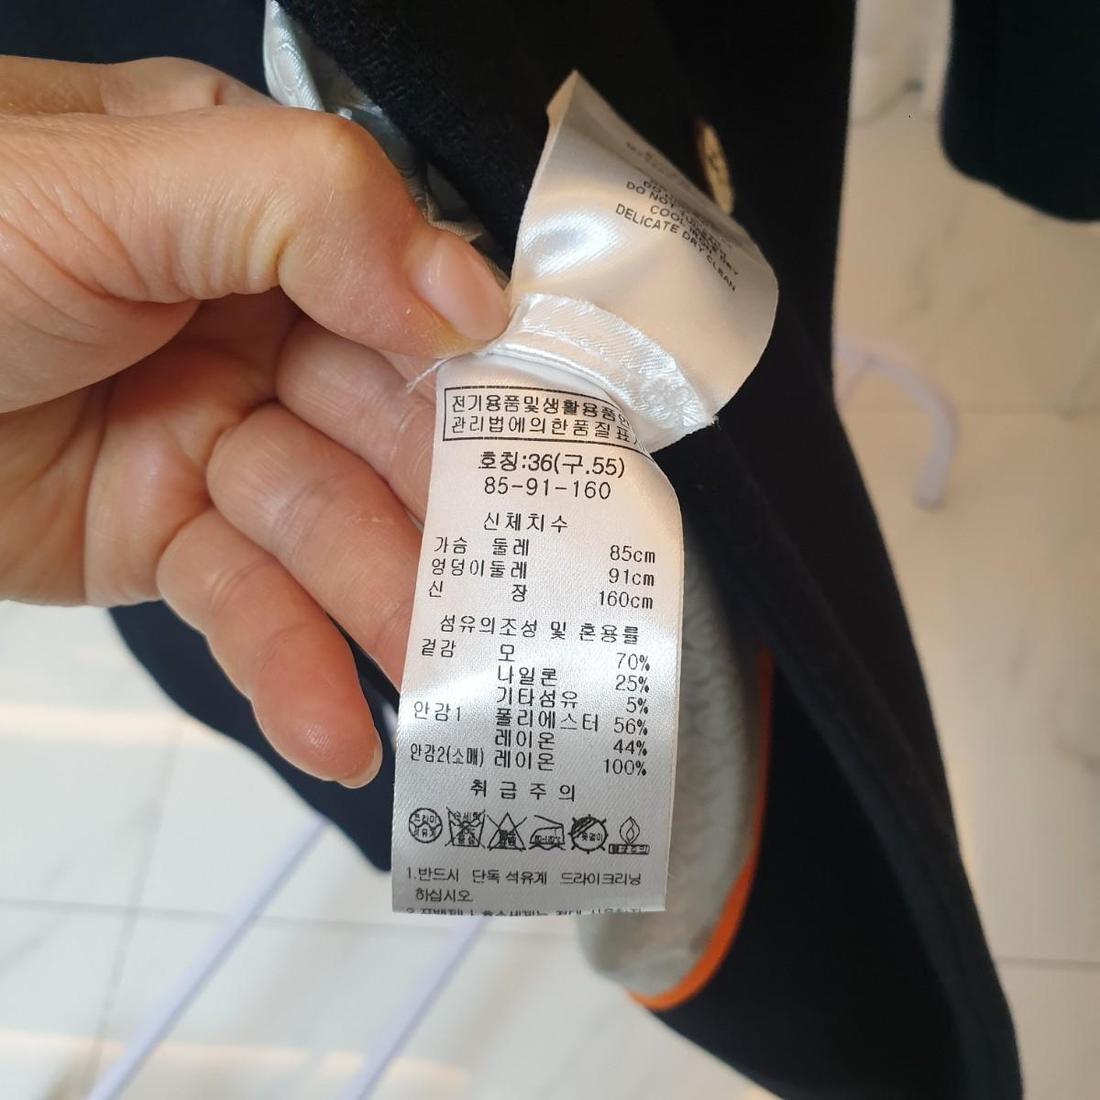 DO NOT
COOL
DELICATE DRY CLEAN
전기용품및생활용품안
관리법에의한품질표
호칭:36(구.55)
85-91-160
신체치수
가슴 둘레 85cm
엉덩이둘레 91cm
신 장 160cm
섬유의조성 및 혼용률
겉감 모 70%
나일론 25%
기타섬유 5%
안감1 폴리에스터 56%
레이온 44%
안감2(소매) 레이온 100%
취급주의
드라이
석유계
1.반드시 단독 석유계 드라이크리닝
하십시오.